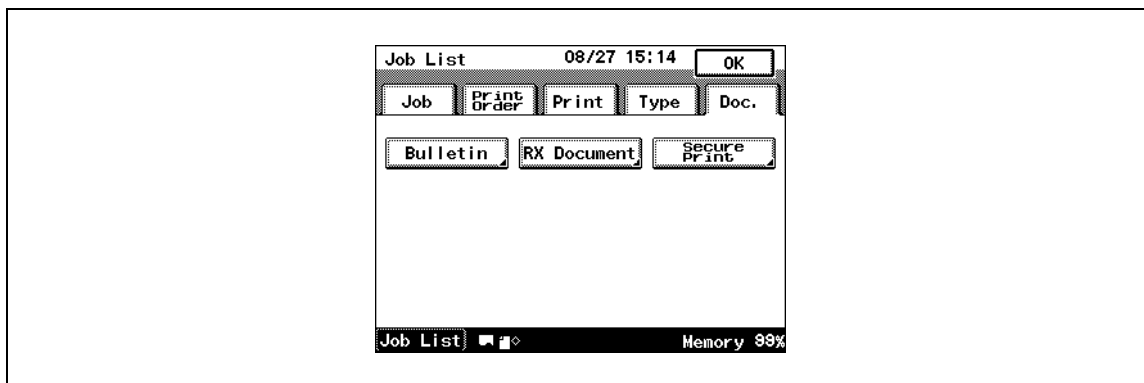 Job List 08/27 15:14 OK
Job Print Order Print Type Doc.
Bulletin RX Document Secure Print
Job List Memory 99%